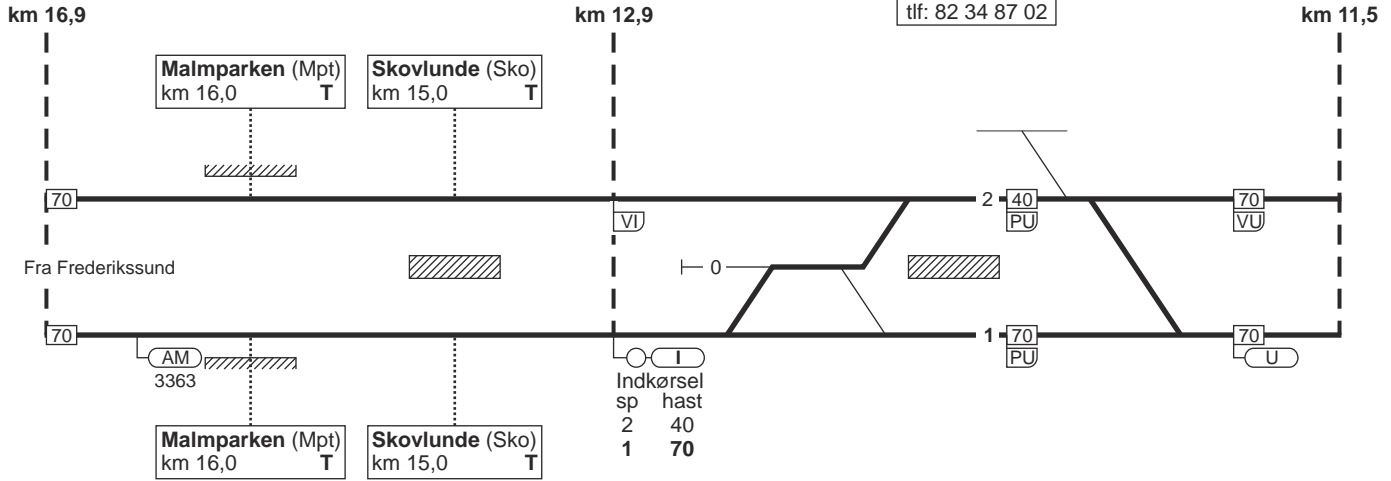 tlf: 82 34 87 02
km 16,9
km 12,9
km 11,5
Malmparken (Mpt)
km 16,0 T
Skovlunde (Sko)
km 15,0 T
70
2
40
70
VI
PU
VU
Fra Frederikssund
0
70
1
70
70
AM
3363
I
PU
U
Indkørsel
sp hast
2 40
1 70
Malmparken (Mpt)
km 16,0 T
Skovlunde (Sko)
km 15,0 T